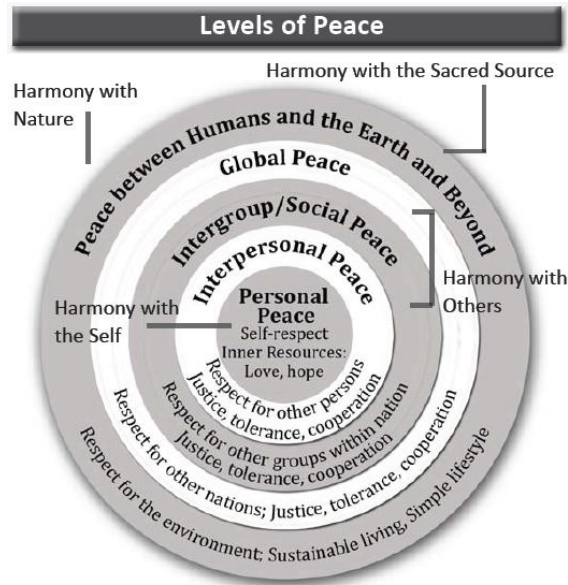 Levels of Peace
Harmony with the Sacred Source
Harmony with
Nature
Peace between Humans and the Earth and Beyond
Global Peace
Intergroup/Social Peace
Interpersonal Peace
Harmony with
the Self
Harmony with
Others
Personal
Peace
Self-respect
Inner Resources:
Love, hope
Respect for other persons
Justice, tolerance, cooperation
Respect for other groups within nation
Justice, tolerance, cooperation
Respect for other nations; Justice, tolerance, cooperation
Respect for the environment; Sustainable living, Simple lifestyle